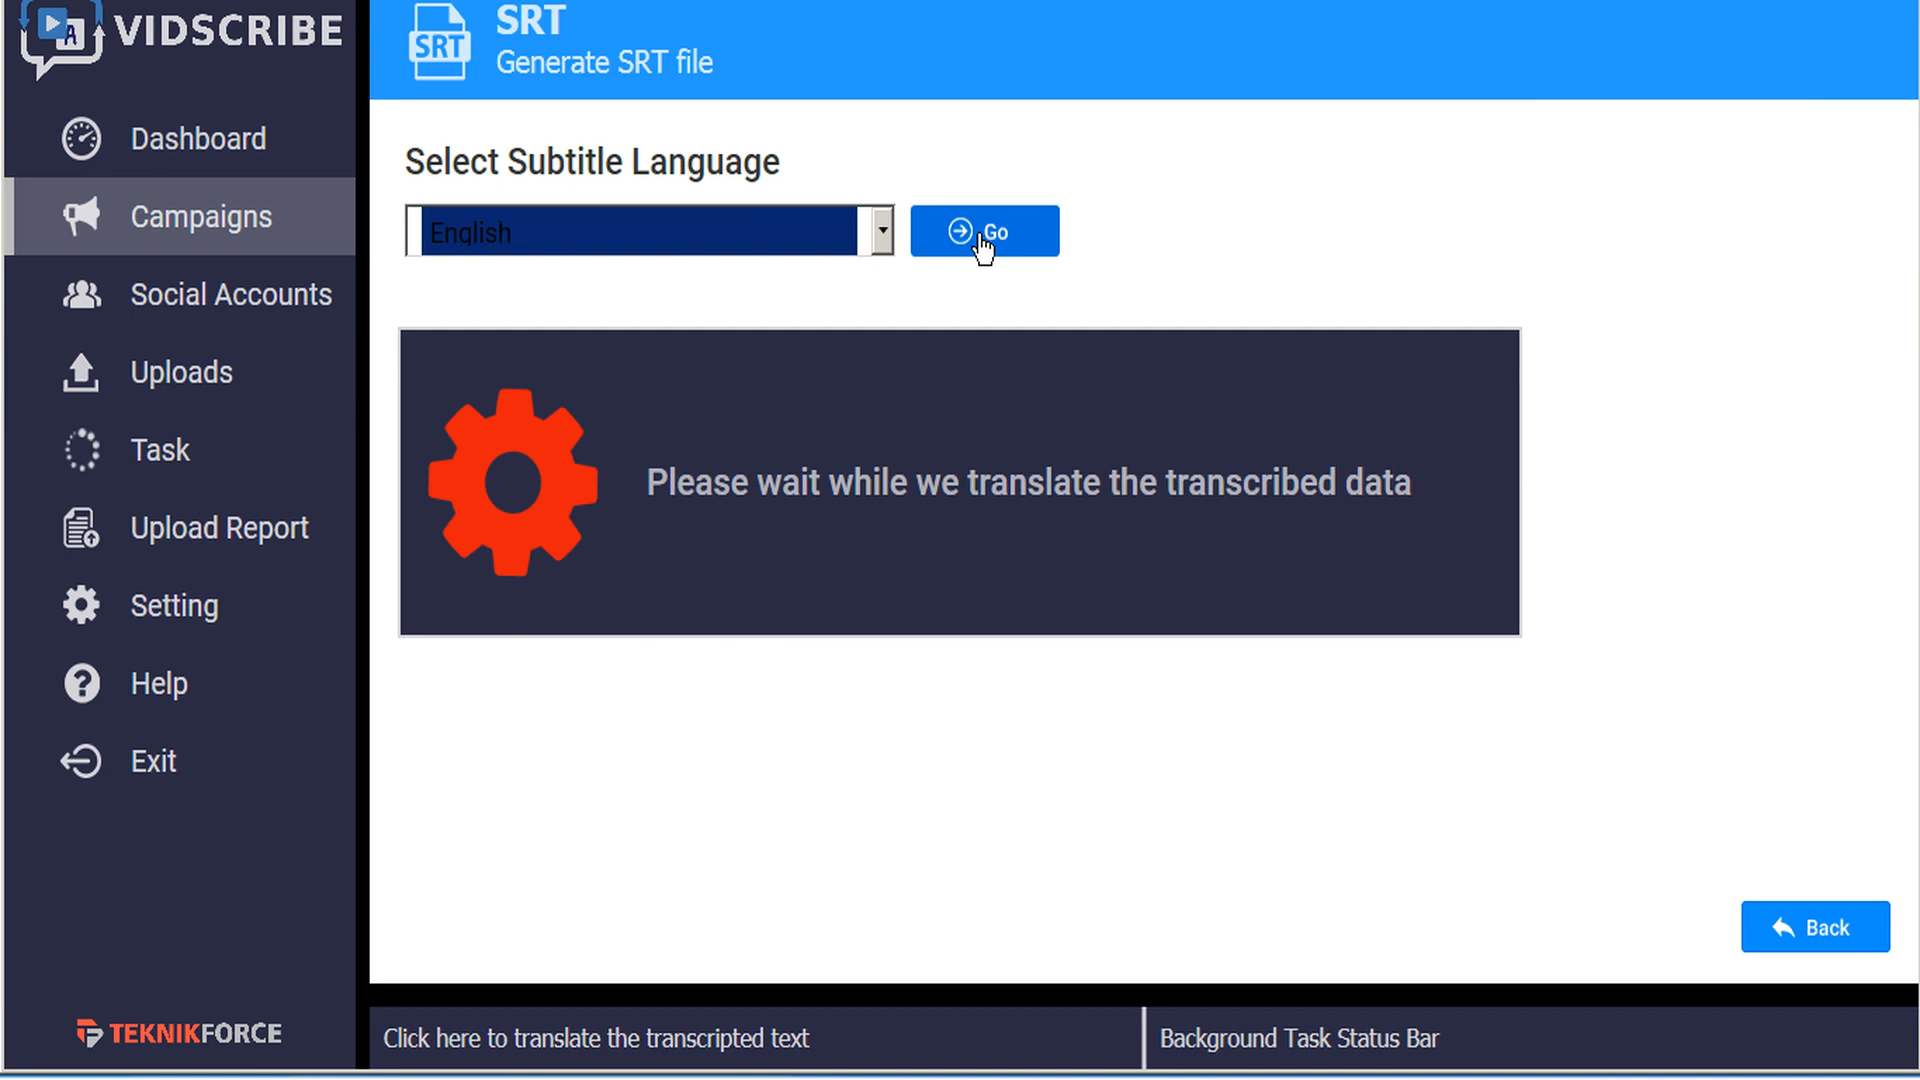 VIDSCRIBE
A
Dashboard
Campaigns
Social Accounts
Uploads
Task
Upload Report
Setting
Help
Exit
TEKNIKFORCE
SRT
SRT
Generate SRT file
Select Subtitle Language
English
Go
Please wait while we translate the transcribed data
Back
Click here to translate the transcripted text
Background Task Status Bar